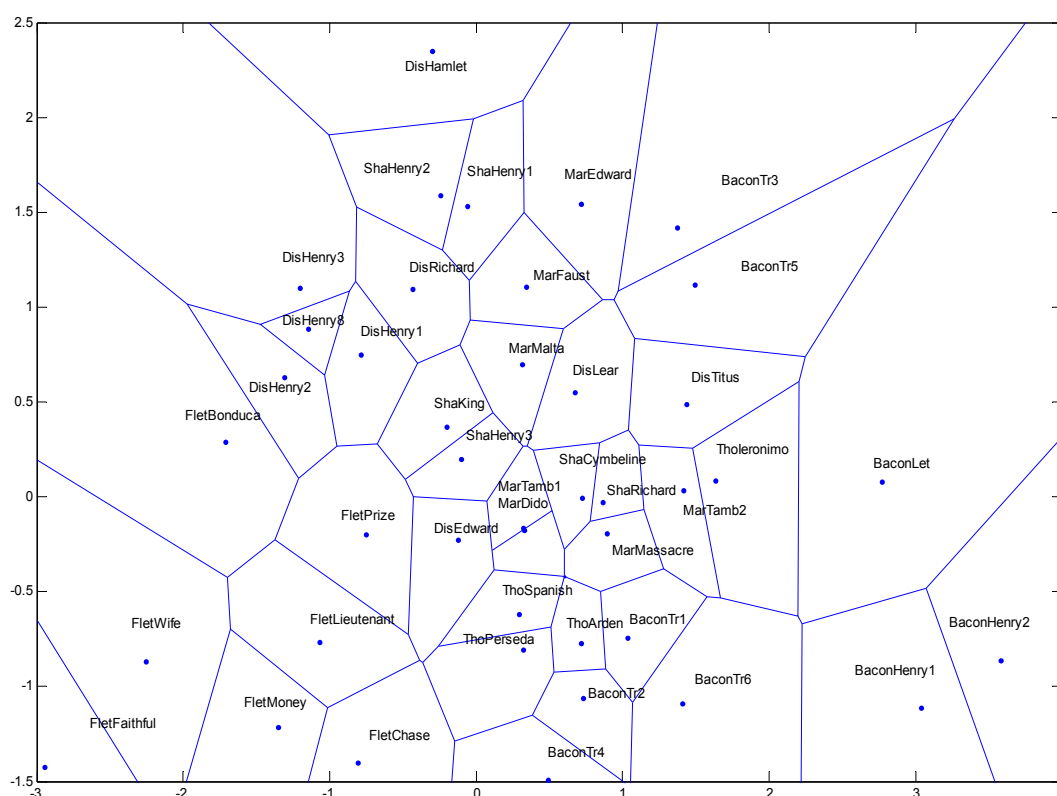 2.5
DisHamlet
2
ShaHenry2
ShaHenry1
MarEdward
BaconTr3
1.5
DisHenry3
DisRichard
MarFaust
BaconTr5
1
DisHenry8
DisHenry1
MarMalta
DisLear
DisTitus
DisHenry2
0.5
FletBonduca
ShaKing
ShaHenry3
ThoIeronimo
ShaCymbeline
BaconLet
MarTamb1
ShaRichard
0
MarDido
MarTamb2
FletPrize
DisEdward
MarMassacre
-0.5
ThoSpanish
FletWife
FletLieutenant
ThoArden
BaconTr1
BaconHenry2
ThoPerseda
BaconHenry1
BaconTr6
-1
FletMoney
BaconTr2
FletFaithful
FletChase
BaconTr4
-1.5
-3
-2
-1
0
1
2
3